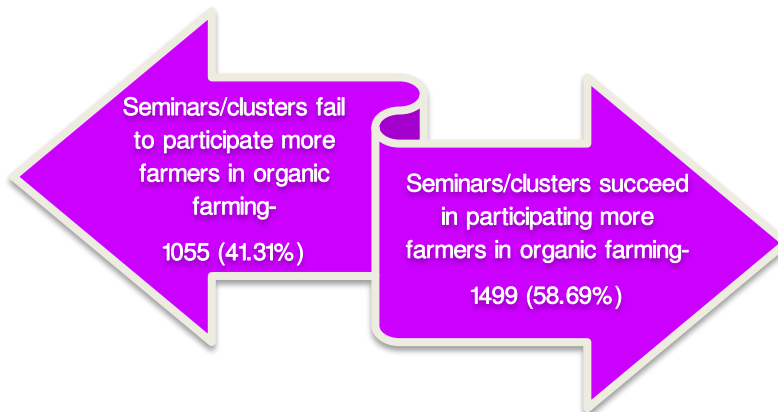 Seminars/clusters fail
to participate more
farmers in organic
farming-
1055 (41.31%)
Seminars/clusters succeed
in participating more
farmers in organic farming-
1499 (58.69%)